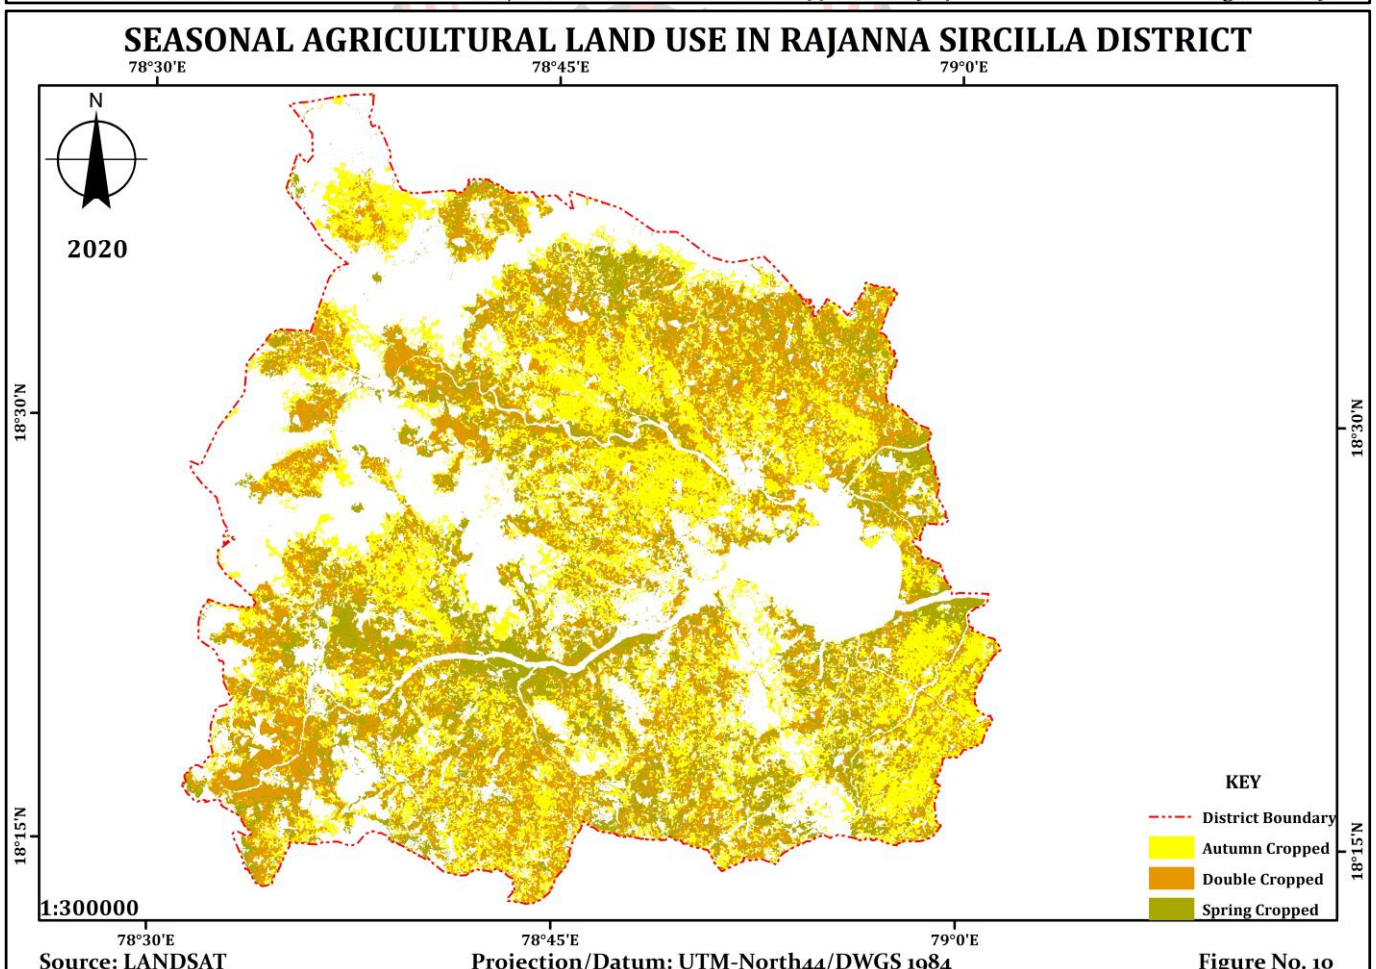 SEASONAL AGRICULTURAL LAND USE IN RAJANNA SIRCILLA DISTRICT
78°30'E 78°45'E 79°0'E
N
2020
18°30'N 18°30'N
18°15'N 18°15'N
KEY
District Boundary
Autumn Cropped
Double Cropped
Spring Cropped
1:300000
78°30'E 78°45'E 79°0'E
Source: LANDSAT Projection/Datum: UTM-North44/DWGS 1984 Figure No. 10